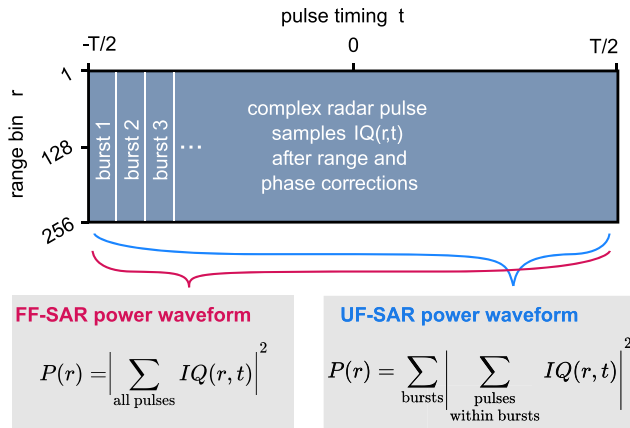 pulse timing t
-T/2 0 T/2
range bin r
1
128
256
burst 1
burst 2
burst 3
...
complex radar pulse
samples IQ(r,t)
after range and
phase corrections
FF-SAR power waveform
P(r) = |∑ IQ(r, t)|²
all pulses
UF-SAR power waveform
P(r) = ∑ |∑ IQ(r, t)|²
bursts pulses
within bursts